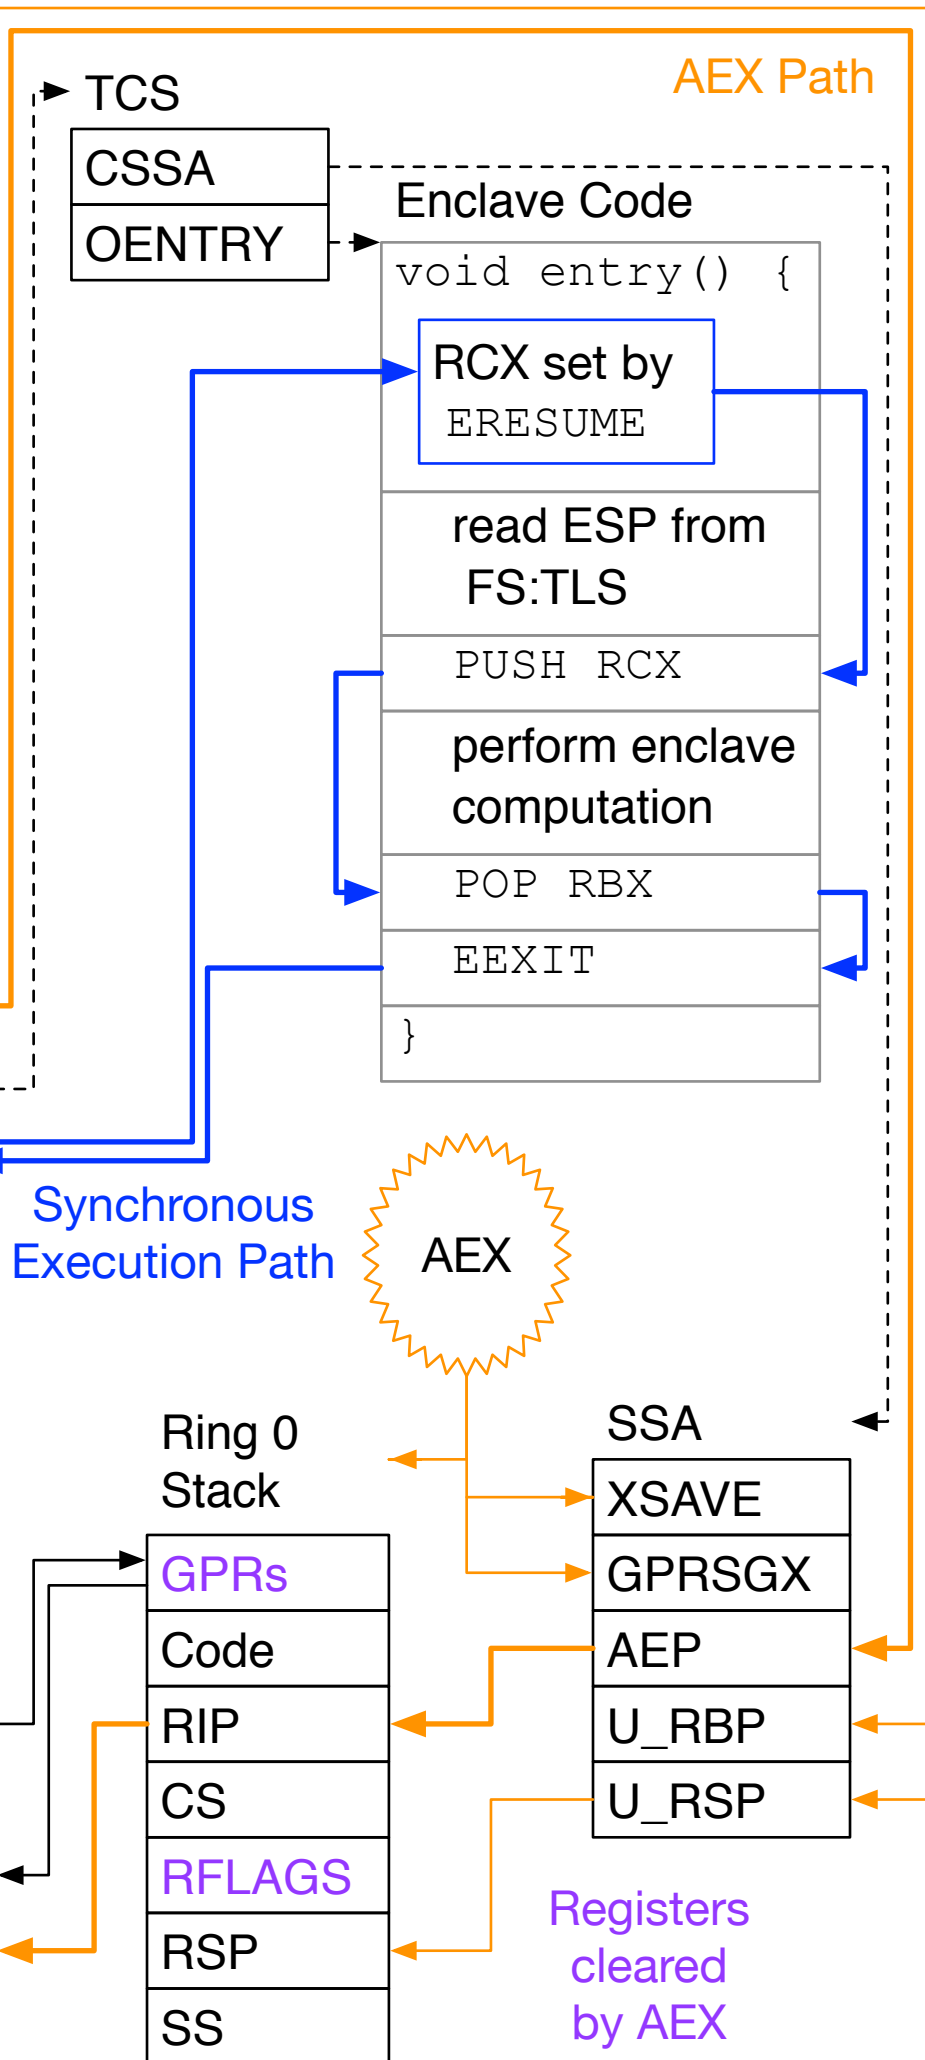 AEX Path
TCS
CSSA
OENTRY
Enclave Code
void entry() {
RCX set by
ERESUME
read ESP from
FS:TLS
PUSH RCX
perform enclave
computation
POP RBX
EEXIT
}
Synchronous
Execution Path
AEX
Ring 0
Stack
GPRs
Code
RIP
CS
RFLAGS
RSP
SS
SSA
XSAVE
GPRSGX
AEP
U_RBP
U_RSP
Registers
cleared
by AEX